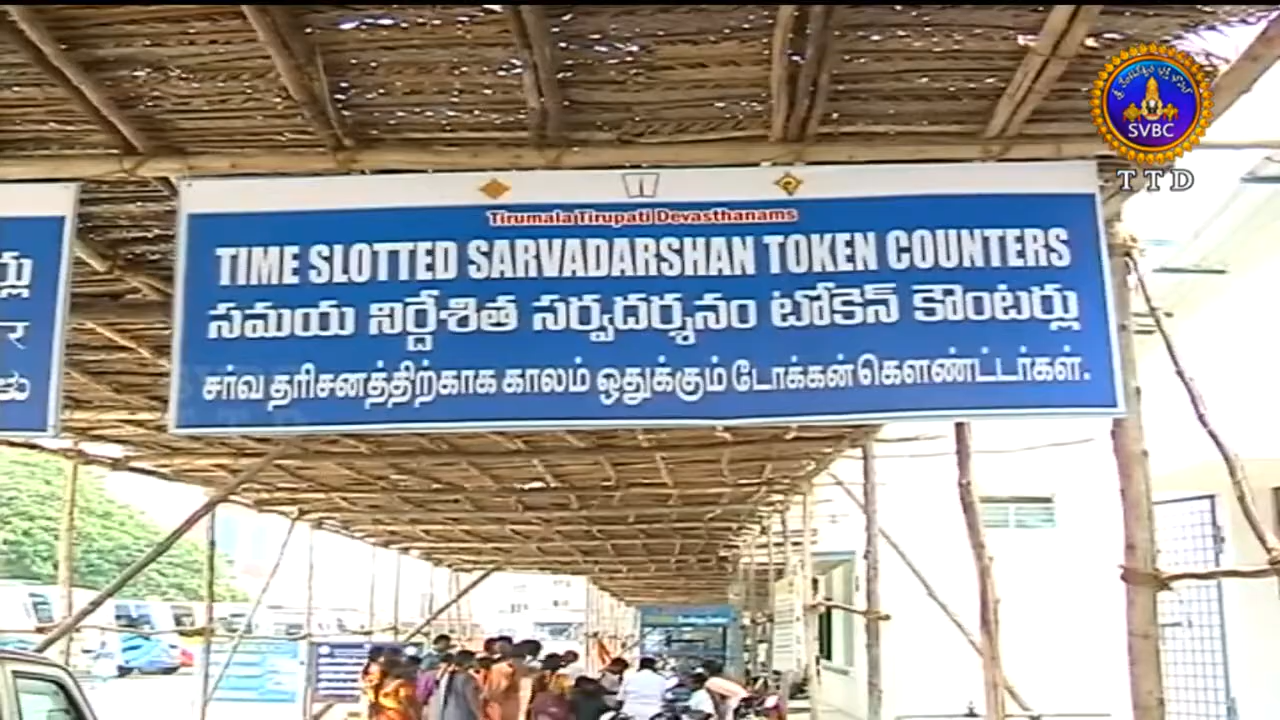 Tirumala Tirupati Devasthanams
TIME SLOTTED SARVADARSHAN TOKEN COUNTERS
సమయ నిర్దేశిత సర్వదర్శనం టోకెన్ కౌంటర్లు
சர்வ தரிசனத்திற்காக காலம் ஒதுக்கும் டோக்கன் கௌண்ட்டர்கள்.
SVBC
TTD